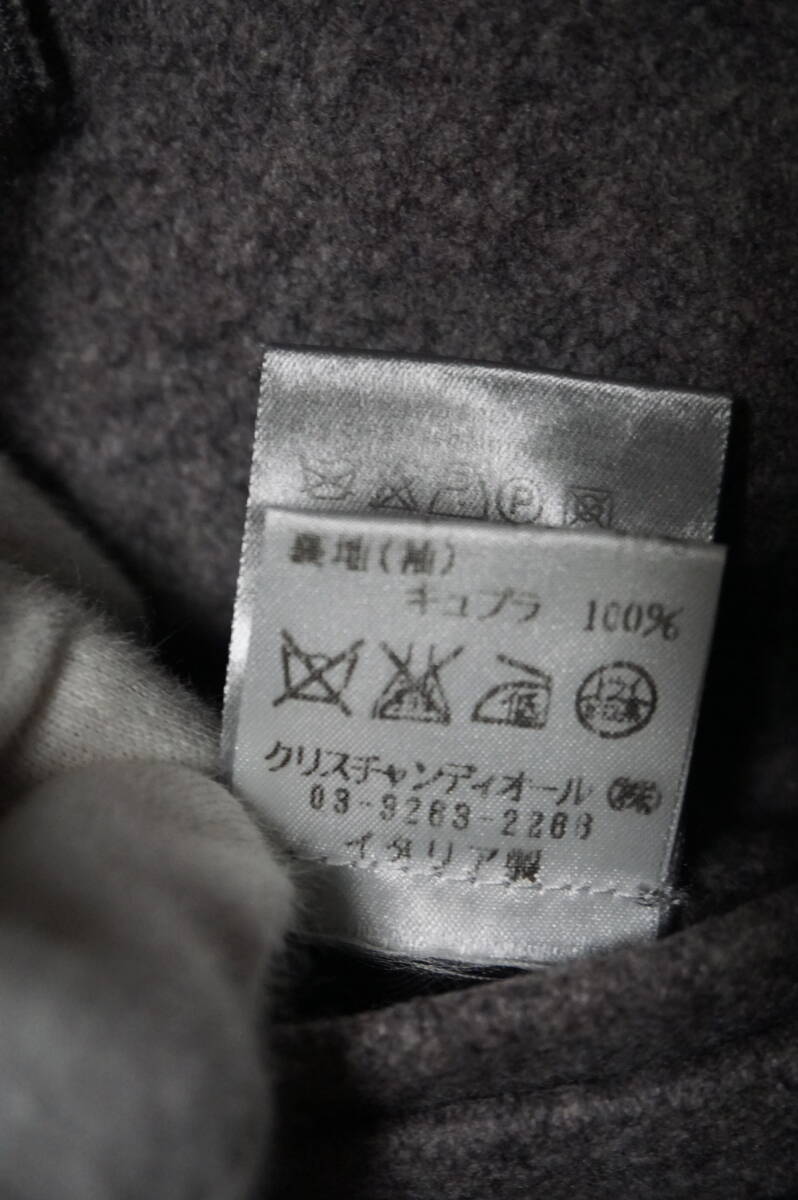 裏地(袖)
キュプラ 100%
低
P
クリスチャンディオール ㈱
03-3263-2266
イタリア製